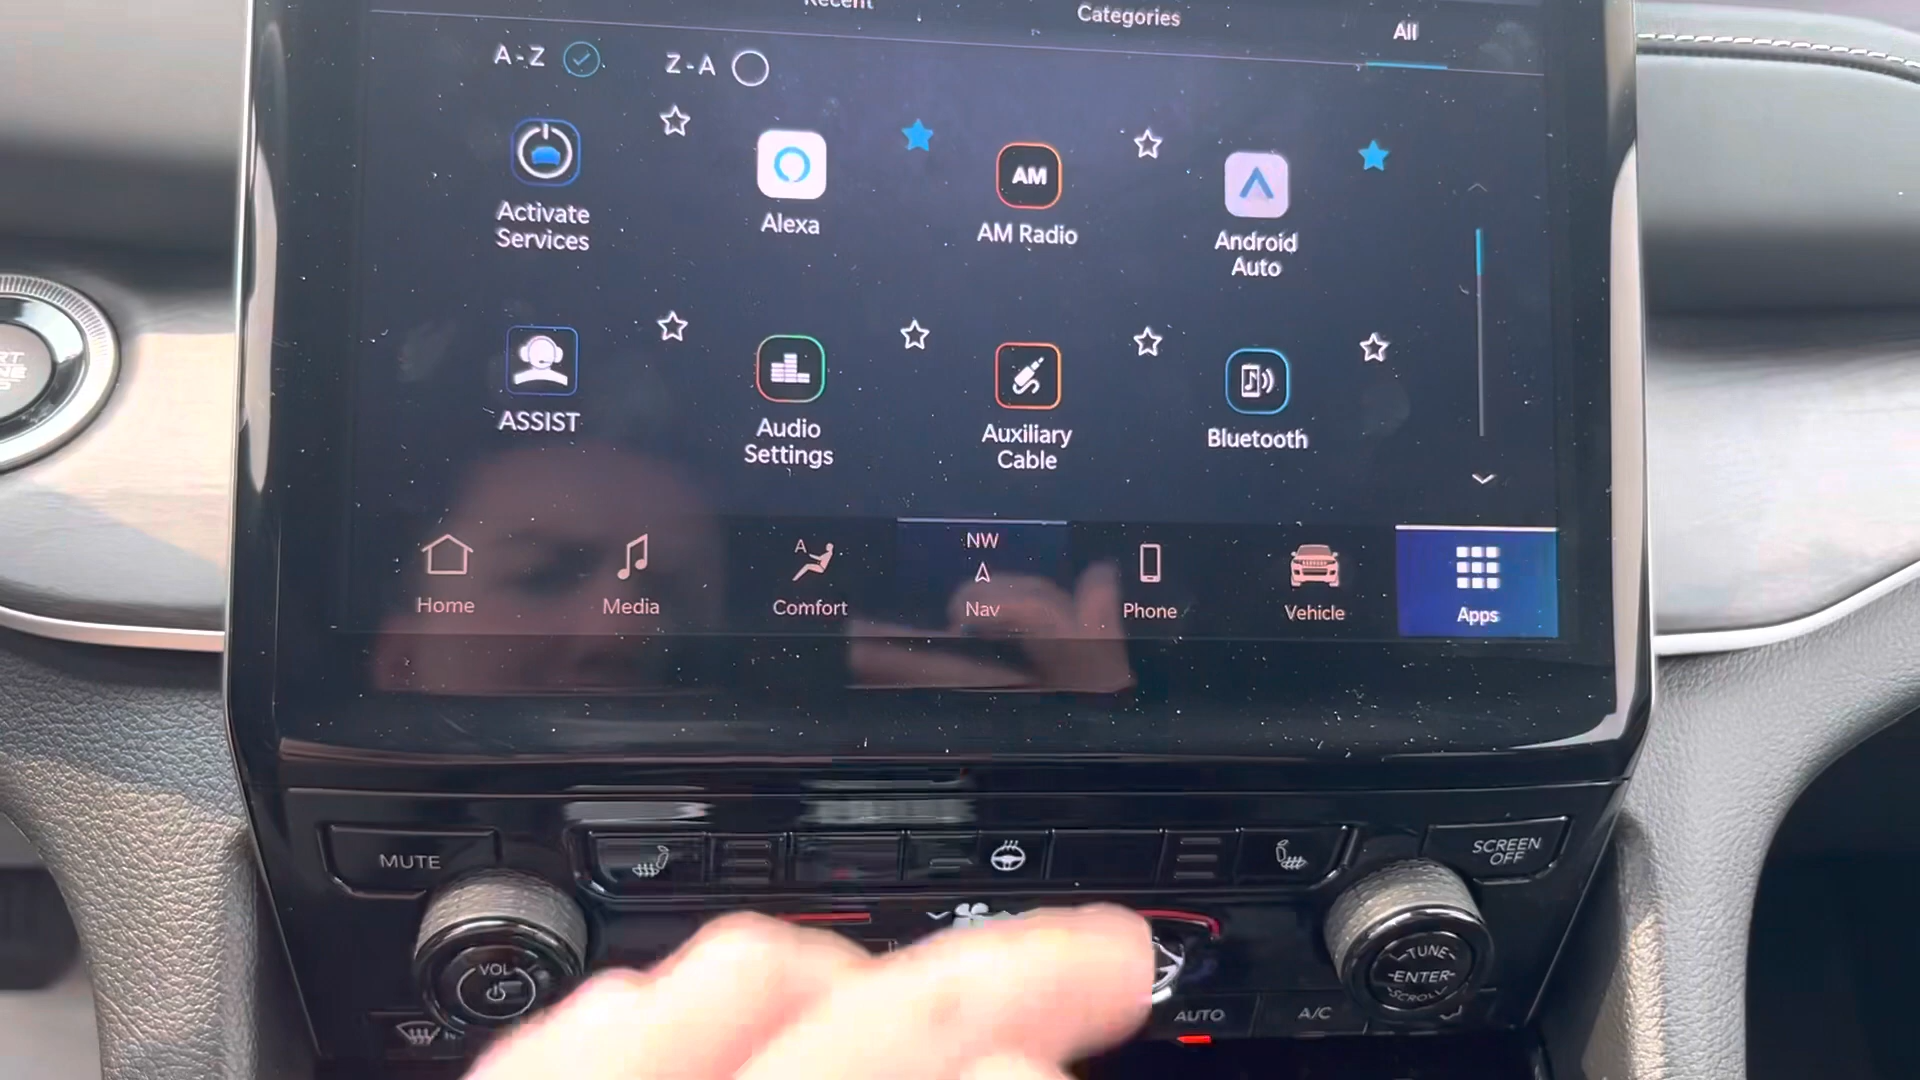 Recent
Categories
All
A-Z
Z-A
Activate
Services
Alexa
AM
AM Radio
Android
Auto
ASSIST
Audio
Settings
Auxiliary
Cable
Bluetooth
Home
Media
A
Comfort
NW
Nav
Phone
Vehicle
Apps
MUTE
SCREEN
OFF
VOL
TUNE
ENTER
SCROLL
AUTO
A/C